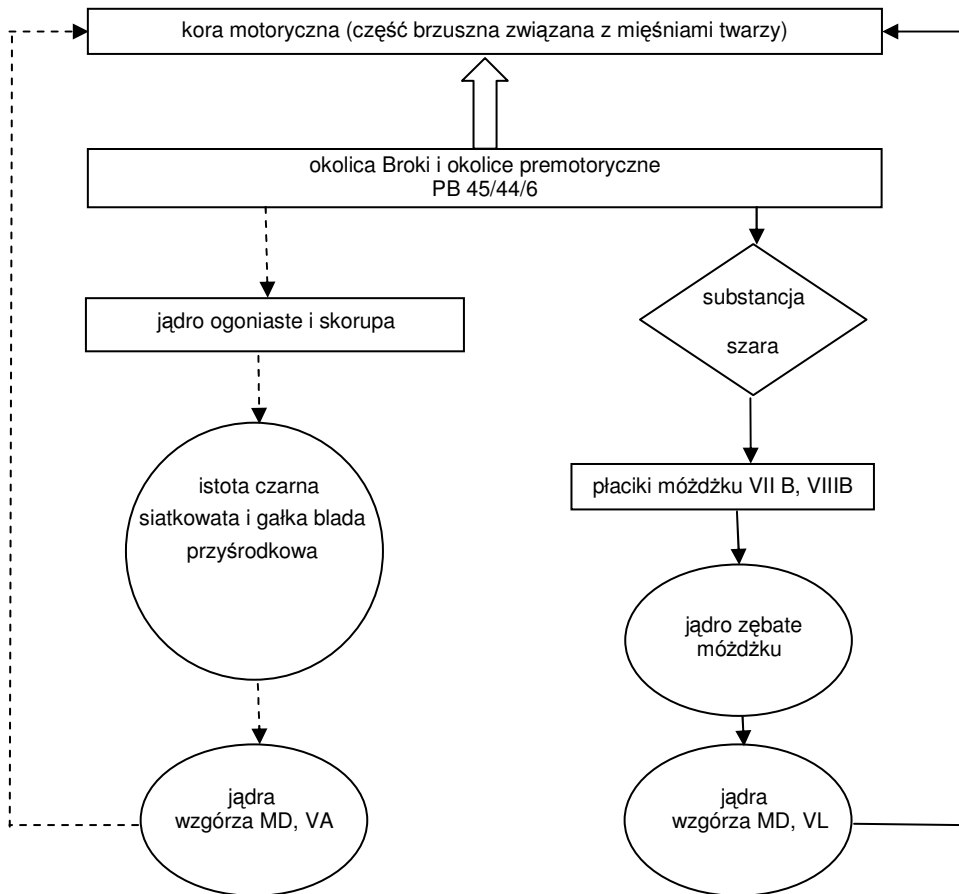 kora motoryczna (część brzuszna związana z mięśniami twarzy)
okolica Broki i okolice premotoryczne
PB 45/44/6
jądro ogoniaste i skorupa
istota czarna
siatkowata i gałka blada
przyśrodkowa
jądra
wzgórza MD, VA
substancja
szara
płaciki móżdżku VII B, VIIIB
jądro zębate
móżdżku
jądra
wzgórza MD, VL